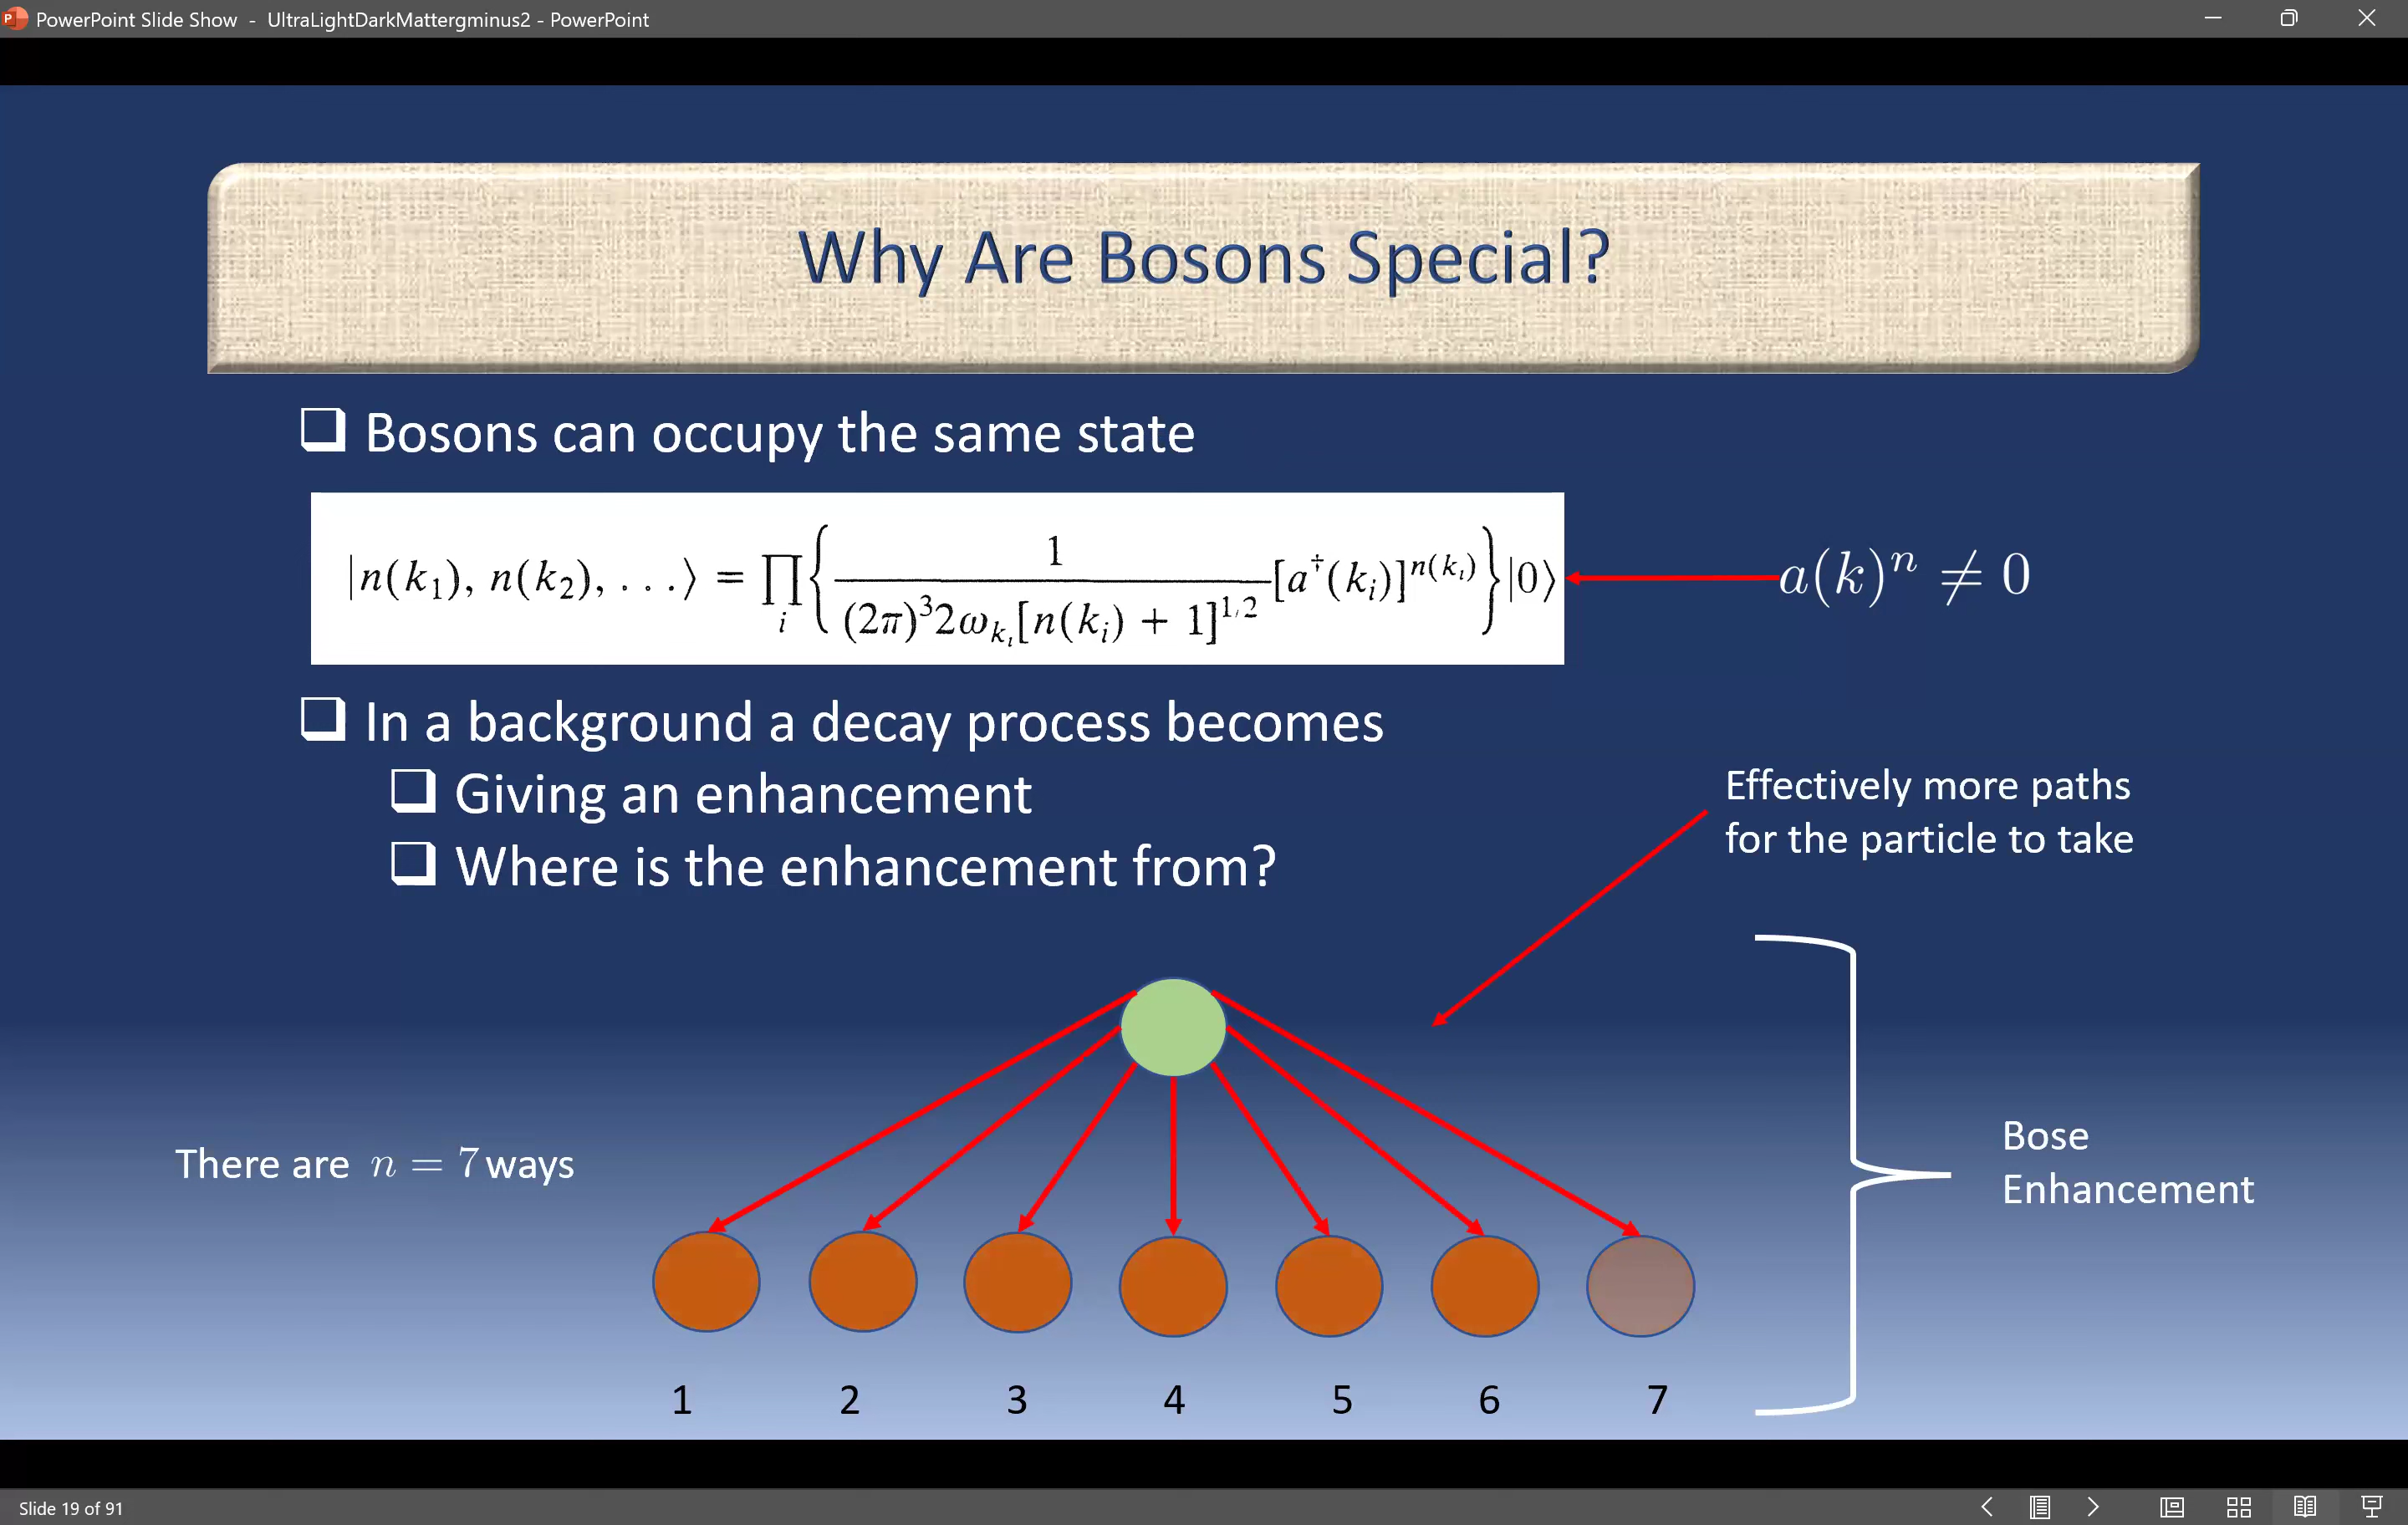 PowerPoint Slide Show - UltraLightDarkMattergminus2 - PowerPoint
Why Are Bosons Special?
Bosons can occupy the same state
|n(k₁), n(k₂), . . .⟩ = ∏ᵢ { 1 / (2π)³2ω_{kᵢ}[n(kᵢ) + 1]^{1/2} [a†(kᵢ)]^{n(kᵢ)} } |0⟩
a(k)ⁿ ≠ 0
In a background a decay process becomes
Giving an enhancement
Where is the enhancement from?
Effectively more paths
for the particle to take
There are n = 7 ways
Bose
Enhancement
1 2 3 4 5 6 7
Slide 19 of 91